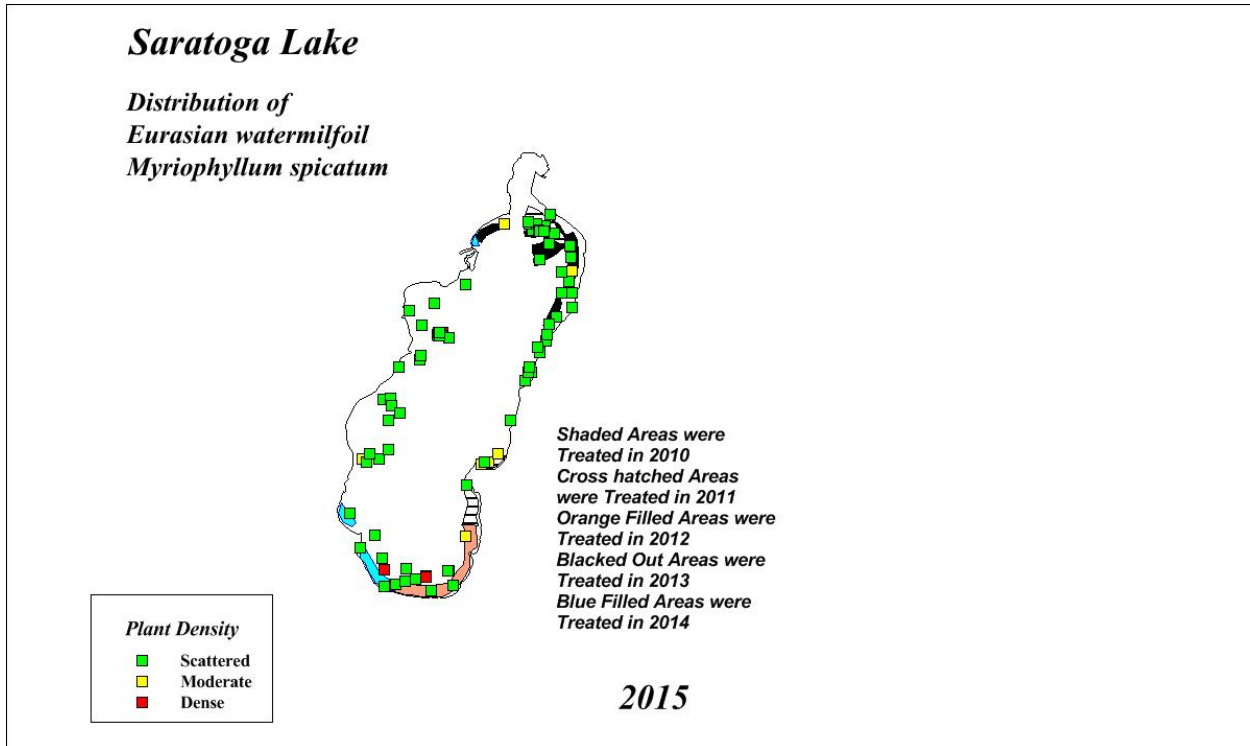 Saratoga Lake
Distribution of
Eurasian watermilfoil
Myriophyllum spicatum
Shaded Areas were
Treated in 2010
Cross hatched Areas
were Treated in 2011
Orange Filled Areas were
Treated in 2012
Blacked Out Areas were
Treated in 2013
Blue Filled Areas were
Treated in 2014
Plant Density
Scattered
Moderate
Dense
2015